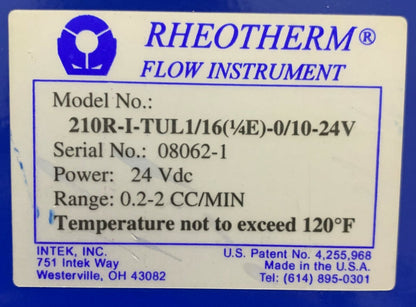 RHEOTHERM®
FLOW INSTRUMENT
Model No.:
210R-I-TUL1/16(¼E)-0/10-24V
Serial No.: 08062-1
Power: 24 Vdc
Range: 0.2-2 CC/MIN
Temperature not to exceed 120°F
INTEK, INC.
751 Intek Way
Westerville, OH 43082
U.S. Patent No. 4,255,968
Made in the U.S.A.
Tel: (614) 895-0301